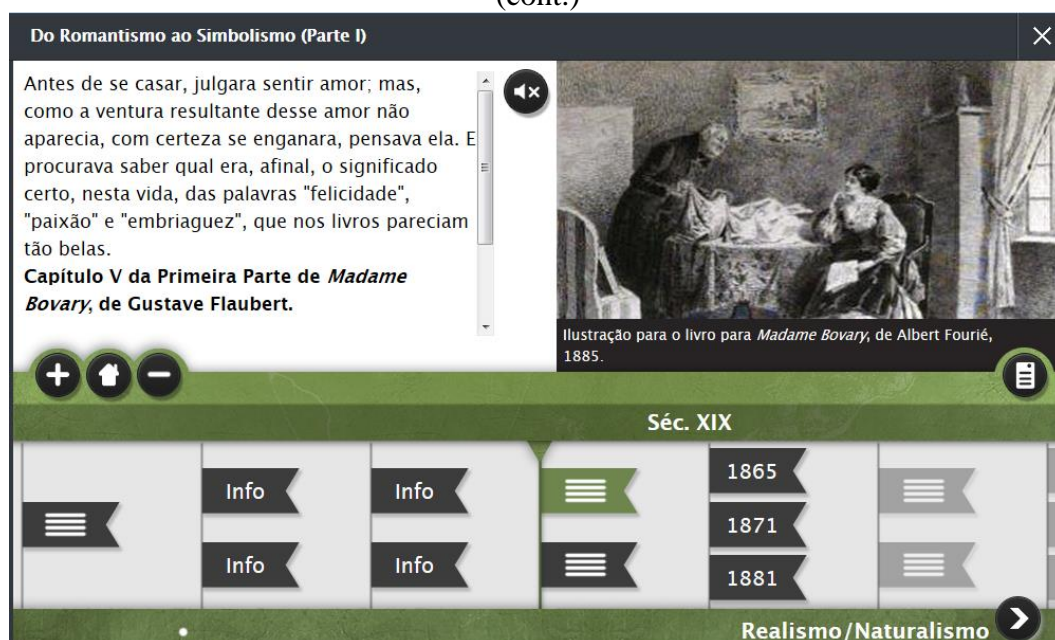 (cont.)
Do Romantismo ao Simbolismo (Parte I)
Antes de se casar, julgara sentir amor; mas,
como a ventura resultante desse amor não
aparecia, com certeza se enganara, pensava ela. E
procurava saber qual era, afinal, o significado
certo, nesta vida, das palavras "felicidade",
"paixão" e "embriaguez", que nos livros pareciam
tão belas.
Capítulo V da Primeira Parte de Madame
Bovary, de Gustave Flaubert.
Ilustração para o livro para Madame Bovary, de Albert Fourié,
1885.
Séc. XIX
Info
Info
Info
Info
1865
1871
1881
Realismo/Naturalismo